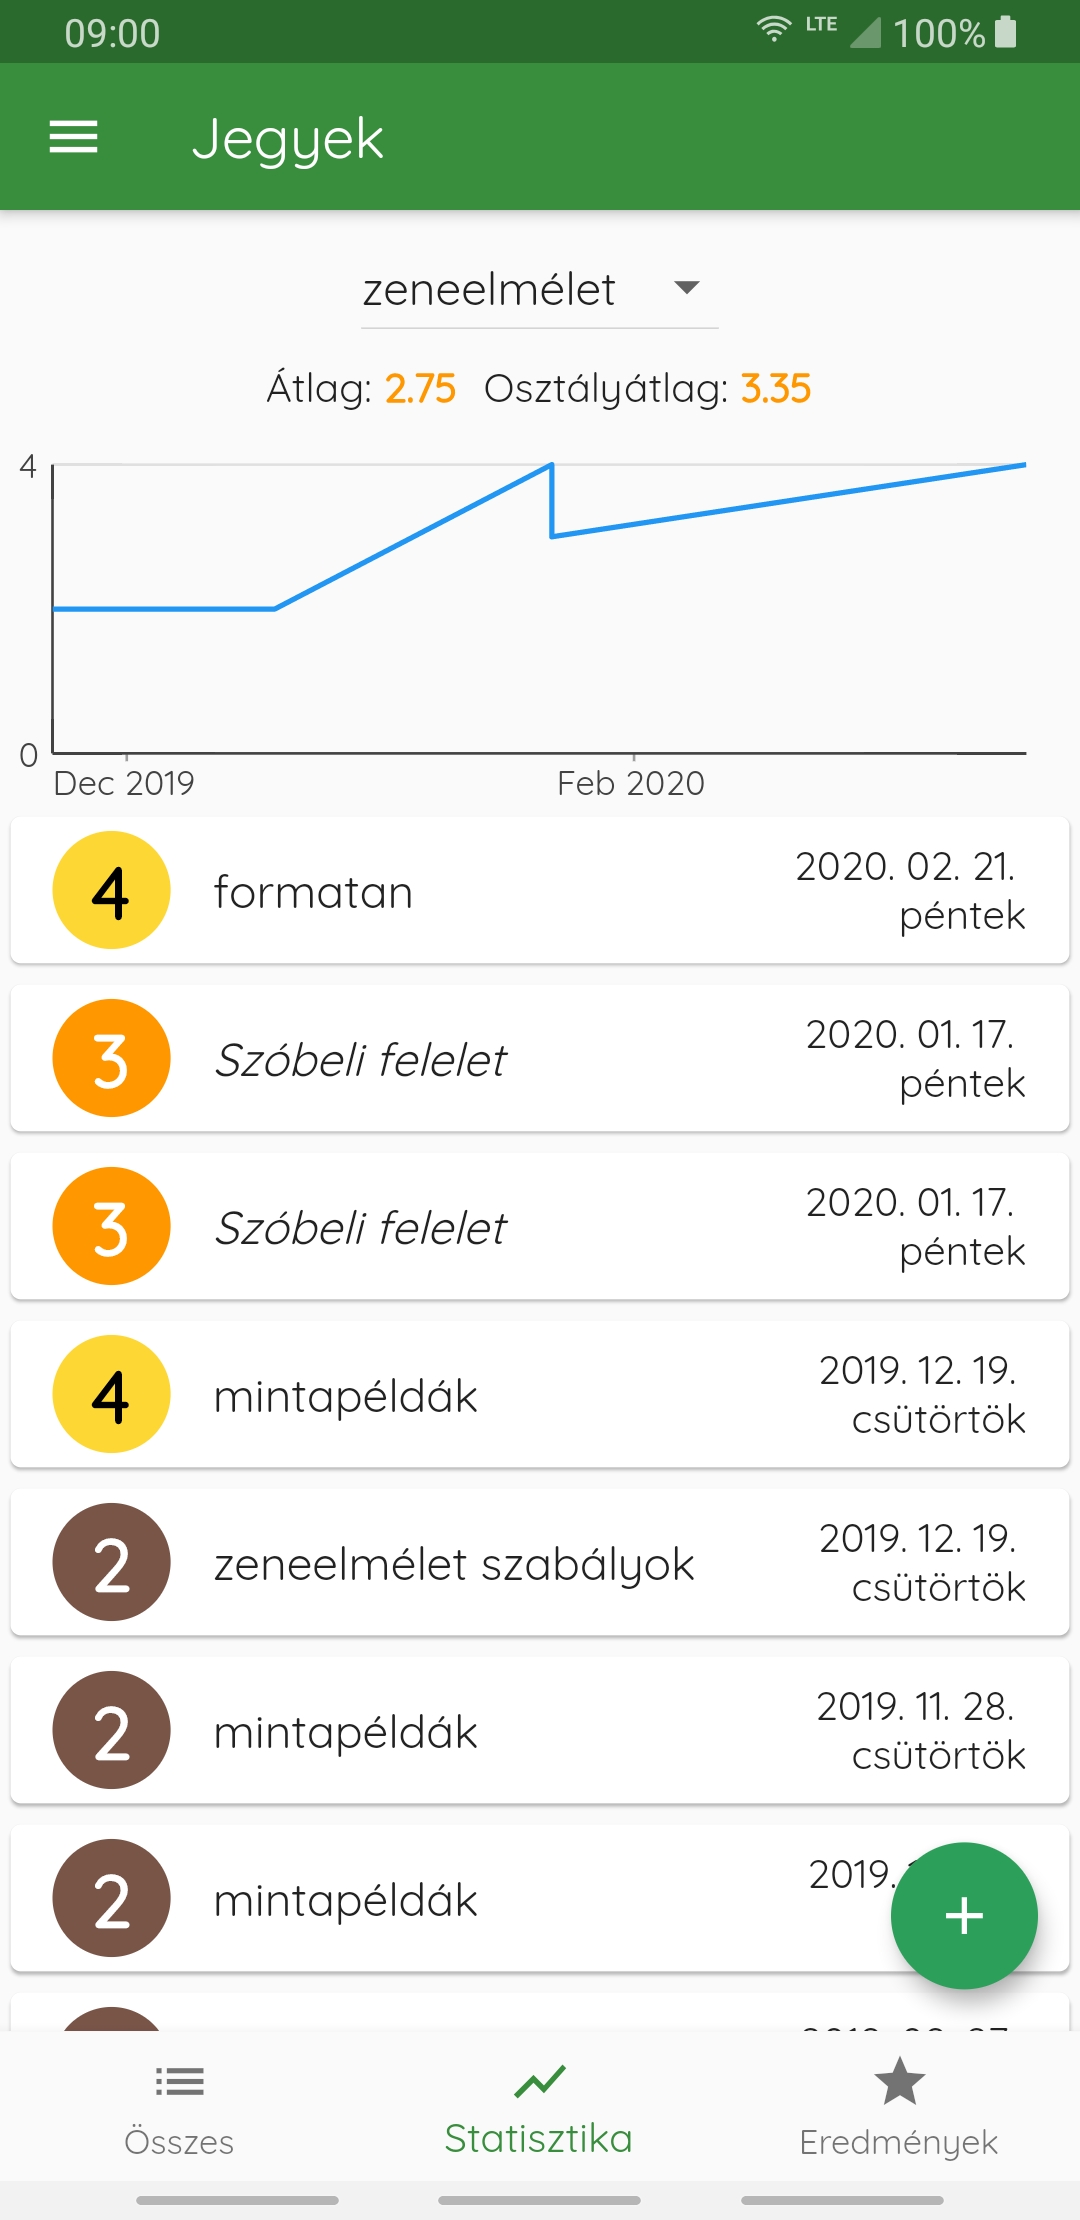 09:00 LTE 100%
Jegyek
zeneelmélet
Átlag: 2.75 Osztályátlag: 3.35
4
0
Dec 2019 Feb 2020
4 formatan 2020. 02. 21. péntek
3 Szóbeli felelet 2020. 01. 17. péntek
3 Szóbeli felelet 2020. 01. 17. péntek
4 mintapéldák 2019. 12. 19. csütörtök
2 zeneelmélet szabályok 2019. 12. 19. csütörtök
2 mintapéldák 2019. 11. 28. csütörtök
2 mintapéldák 2019.
+
Összes Statisztika Eredmények